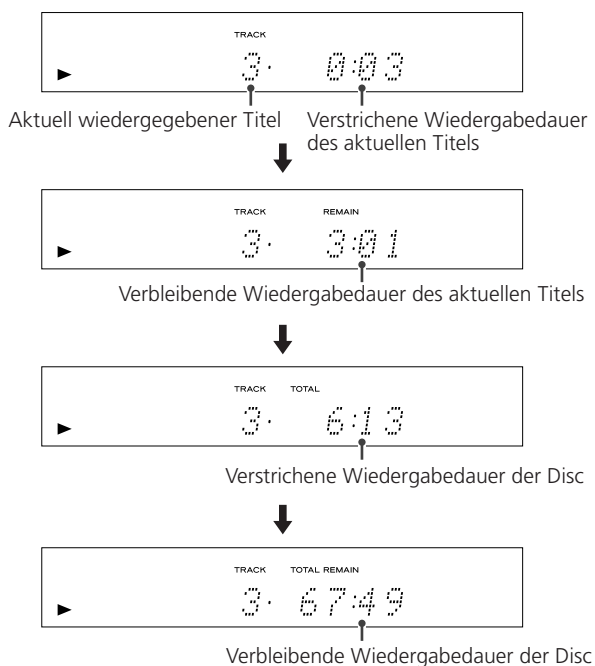 TRACK
3. 0:03
Aktuell wiedergegebener Titel Verstrichene Wiedergabedauer
des aktuellen Titels
TRACK REMAIN
3. 3:01
Verbleibende Wiedergabedauer des aktuellen Titels
TRACK TOTAL
3. 6:13
Verstrichene Wiedergabedauer der Disc
TRACK TOTAL REMAIN
3. 67:49
Verbleibende Wiedergabedauer der Disc